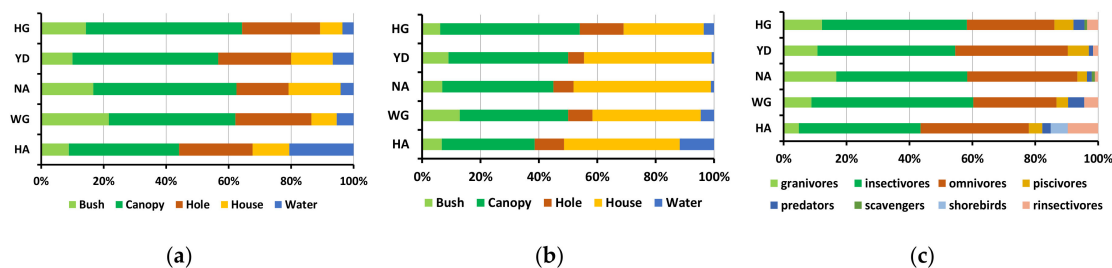 HG
YD
NA
WG
HA
0% 20% 40% 60% 80% 100%
Bush Canopy Hole House Water
(a)
HG
YD
NA
WG
HA
0% 20% 40% 60% 80% 100%
Bush Canopy Hole House Water
(b)
HG
YD
NA
WG
HA
0% 20% 40% 60% 80% 100%
granivores insectivores omnivores piscivores
predators scavengers shorebirds rinsectivores
(c)